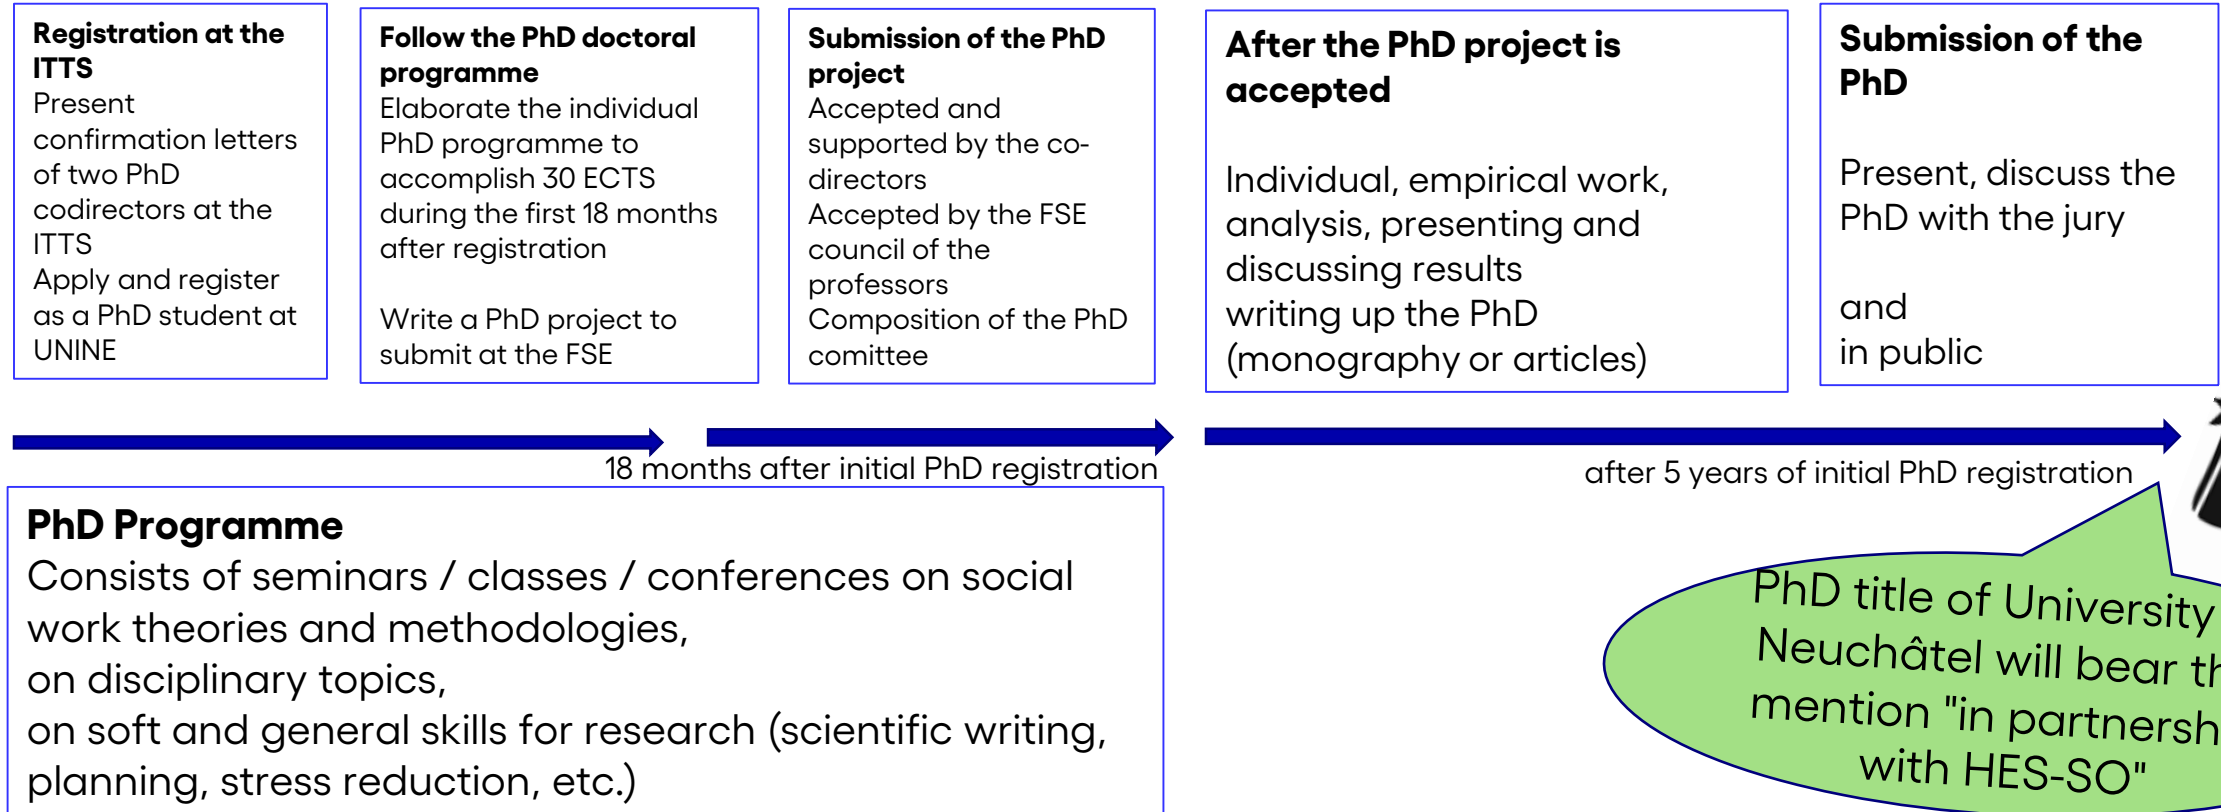 Registration at the
ITTS
Present
confirmation letters
of two PhD
codirectors at the
ITTS
Apply and register
as a PhD student at
UNINE
Follow the PhD doctoral
programme
Elaborate the individual
PhD programme to
accomplish 30 ECTS
during the first 18 months
after registration
Write a PhD project to
submit at the FSE
Submission of the PhD
project
Accepted and
supported by the co-
directors
Accepted by the FSE
council of the
professors
Composition of the PhD
comittee
After the PhD project is
accepted
Individual, empirical work,
analysis, presenting and
discussing results
writing up the PhD
(monography or articles)
Submission of the
PhD
Present, discuss the
PhD with the jury
and
in public
18 months after initial PhD registration
after 5 years of initial PhD registration
PhD Programme
Consists of seminars / classes / conferences on social
work theories and methodologies,
on disciplinary topics,
on soft and general skills for research (scientific writing,
planning, stress reduction, etc.)
PhD title of University
Neuchâtel will bear
mention "in
with HES-SO"